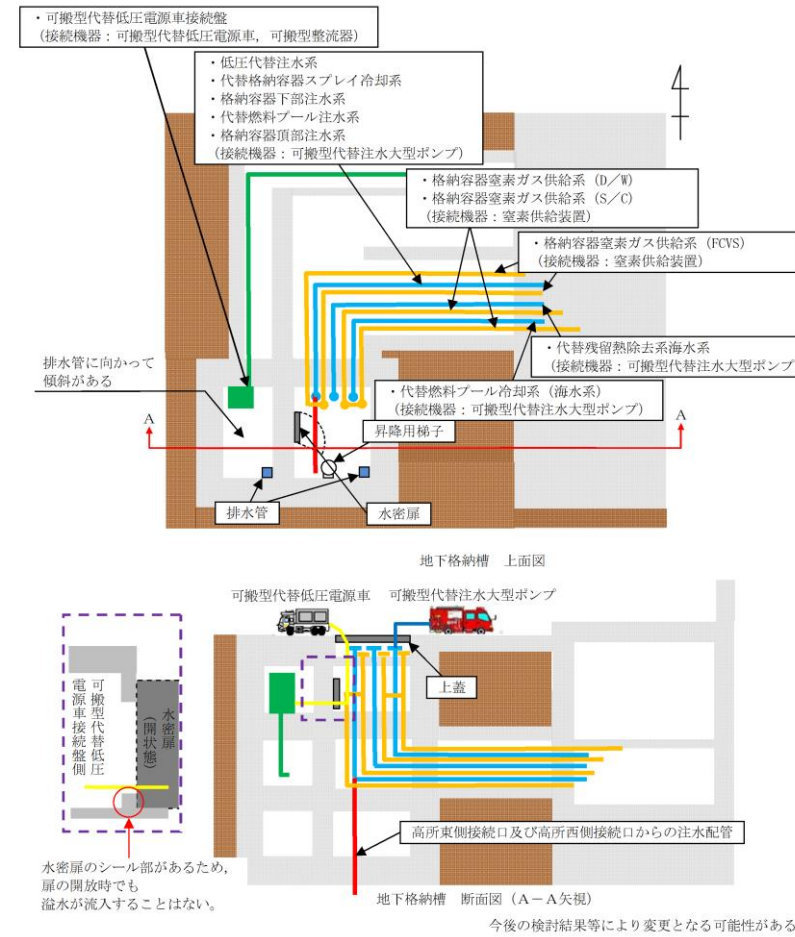 ・可搬型代替低圧電源車接続盤
(接続機器:可搬型代替低圧電源車, 可搬型整流器)
・低圧代替注水系
・代替格納容器スプレイ冷却系
・格納容器下部注水系
・代替燃料プール注水系
・格納容器頂部注水系
(接続機器:可搬型代替注水大型ポンプ)
・格納容器窒素ガス供給系 (D/W)
・格納容器窒素ガス供給系 (S/C)
(接続機器:窒素供給装置)
・格納容器窒素ガス供給系 (FCVS)
(接続機器:窒素供給装置)
・代替残留熱除去系海水系
(接続機器:可搬型代替注水大型ポンプ
・代替燃料プール冷却系(海水系)
(接続機器:可搬型代替注水大型ポンプ)
排水管に向かって
傾斜がある
A
A
昇降用梯子
排水管
水密扉
地下格納槽 上面図
可搬型代替低圧電源車
可搬型代替注水大型ポンプ
上蓋
可搬型代替低圧
電源車接続盤側
水密扉
(開状態)
高所東側接続口及び高所西側接続口からの注水配管
水密扉のシール部があるため,
扉の開放時でも
溢水が流入することはない。
地下格納槽 断面図(A-A矢視)
今後の検討結果等により変更となる可能性がある